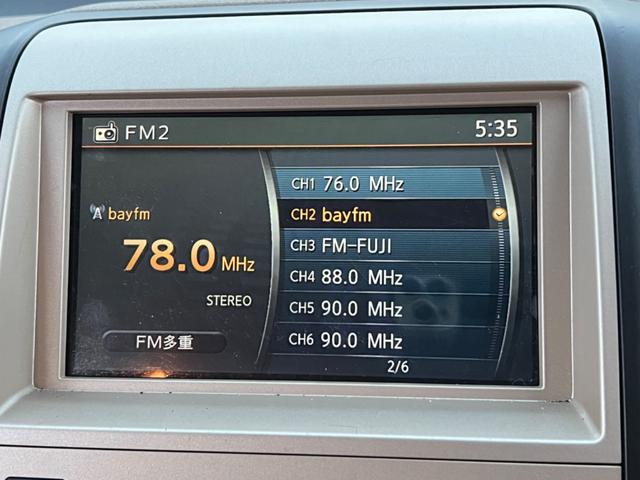 FM2
5:35
bayfm
78.0 MHz
STEREO
FM多重
CH1 76.0 MHz
CH2 bayfm
CH3 FM-FUJI
CH4 88.0 MHz
CH5 90.0 MHz
CH6 90.0 MHz
2/6